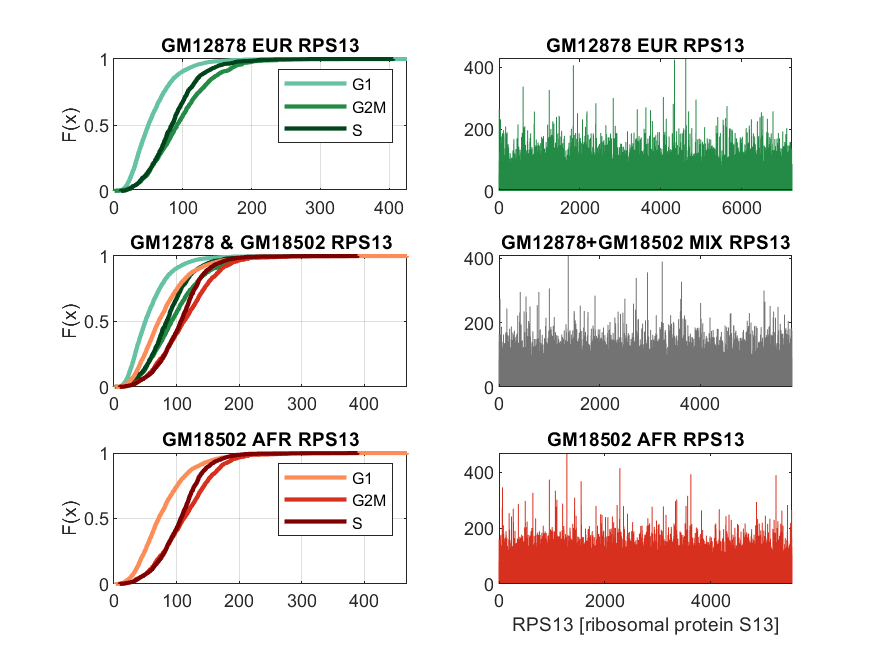 GM12878 EUR RPS13
F(x)
1
0.5
0
0 100 200 300 400
G1
G2M
S
GM12878 EUR RPS13
400
200
0
0 2000 4000 6000
GM12878 & GM18502 RPS13
F(x)
1
0.5
0
0 100 200 300 400
GM12878+GM18502 MIX RPS13
400
200
0
0 2000 4000
GM18502 AFR RPS13
F(x)
1
0.5
0
0 100 200 300 400
G1
G2M
S
GM18502 AFR RPS13
400
200
0
0 2000 4000
RPS13 [ribosomal protein S13]